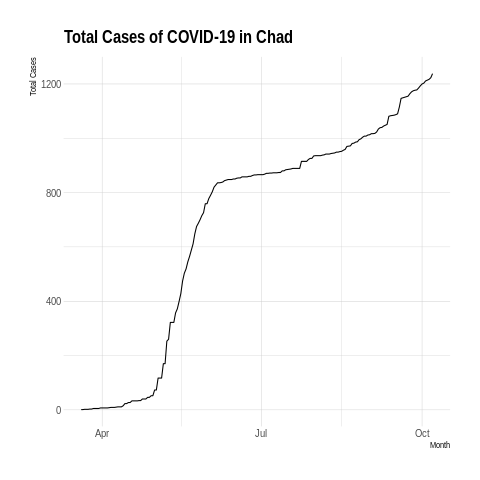 Total Cases of COVID-19 in Chad
Total Cases
1200
800
400
0
Apr
Jul
Oct
Month